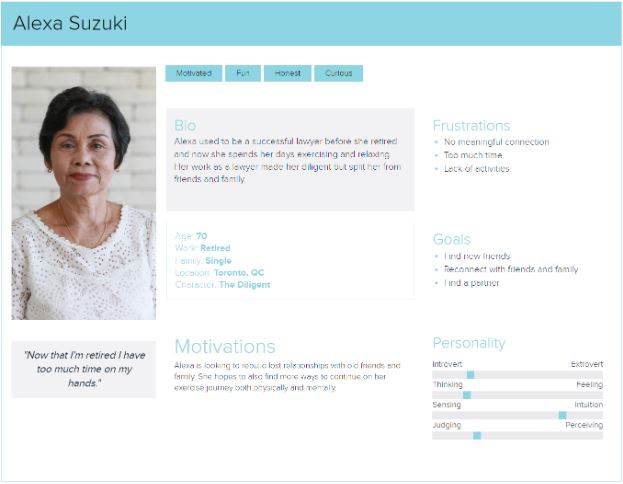 Alexa Suzuki
Motivated
Fun
Honest
Curious
Bio
Alexa used to be a successful lawyer before she retired
and now she spends her days exercising and relaxing.
Her work as a lawyer made her diligent but split her from
friends and family.
Frustrations
No meaningful connection
Too much time
Lack of activities
Age: 70
Work: Retired
Family: Single
Location: Toronto, QC
Character: The Diligent
Goals
Find new friends
Reconnect with friends and family
Find a partner
"Now that I'm retired I have
too much time on my
hands."
Motivations
Alexa is looking to rebuild lost relationships with old friends and
family. She hopes to also find more ways to continue on her
exercise journey both physically and mentally.
Personality
Introvert Extrovert
Thinking Feeling
Sensing Intuition
Judging Perceiving